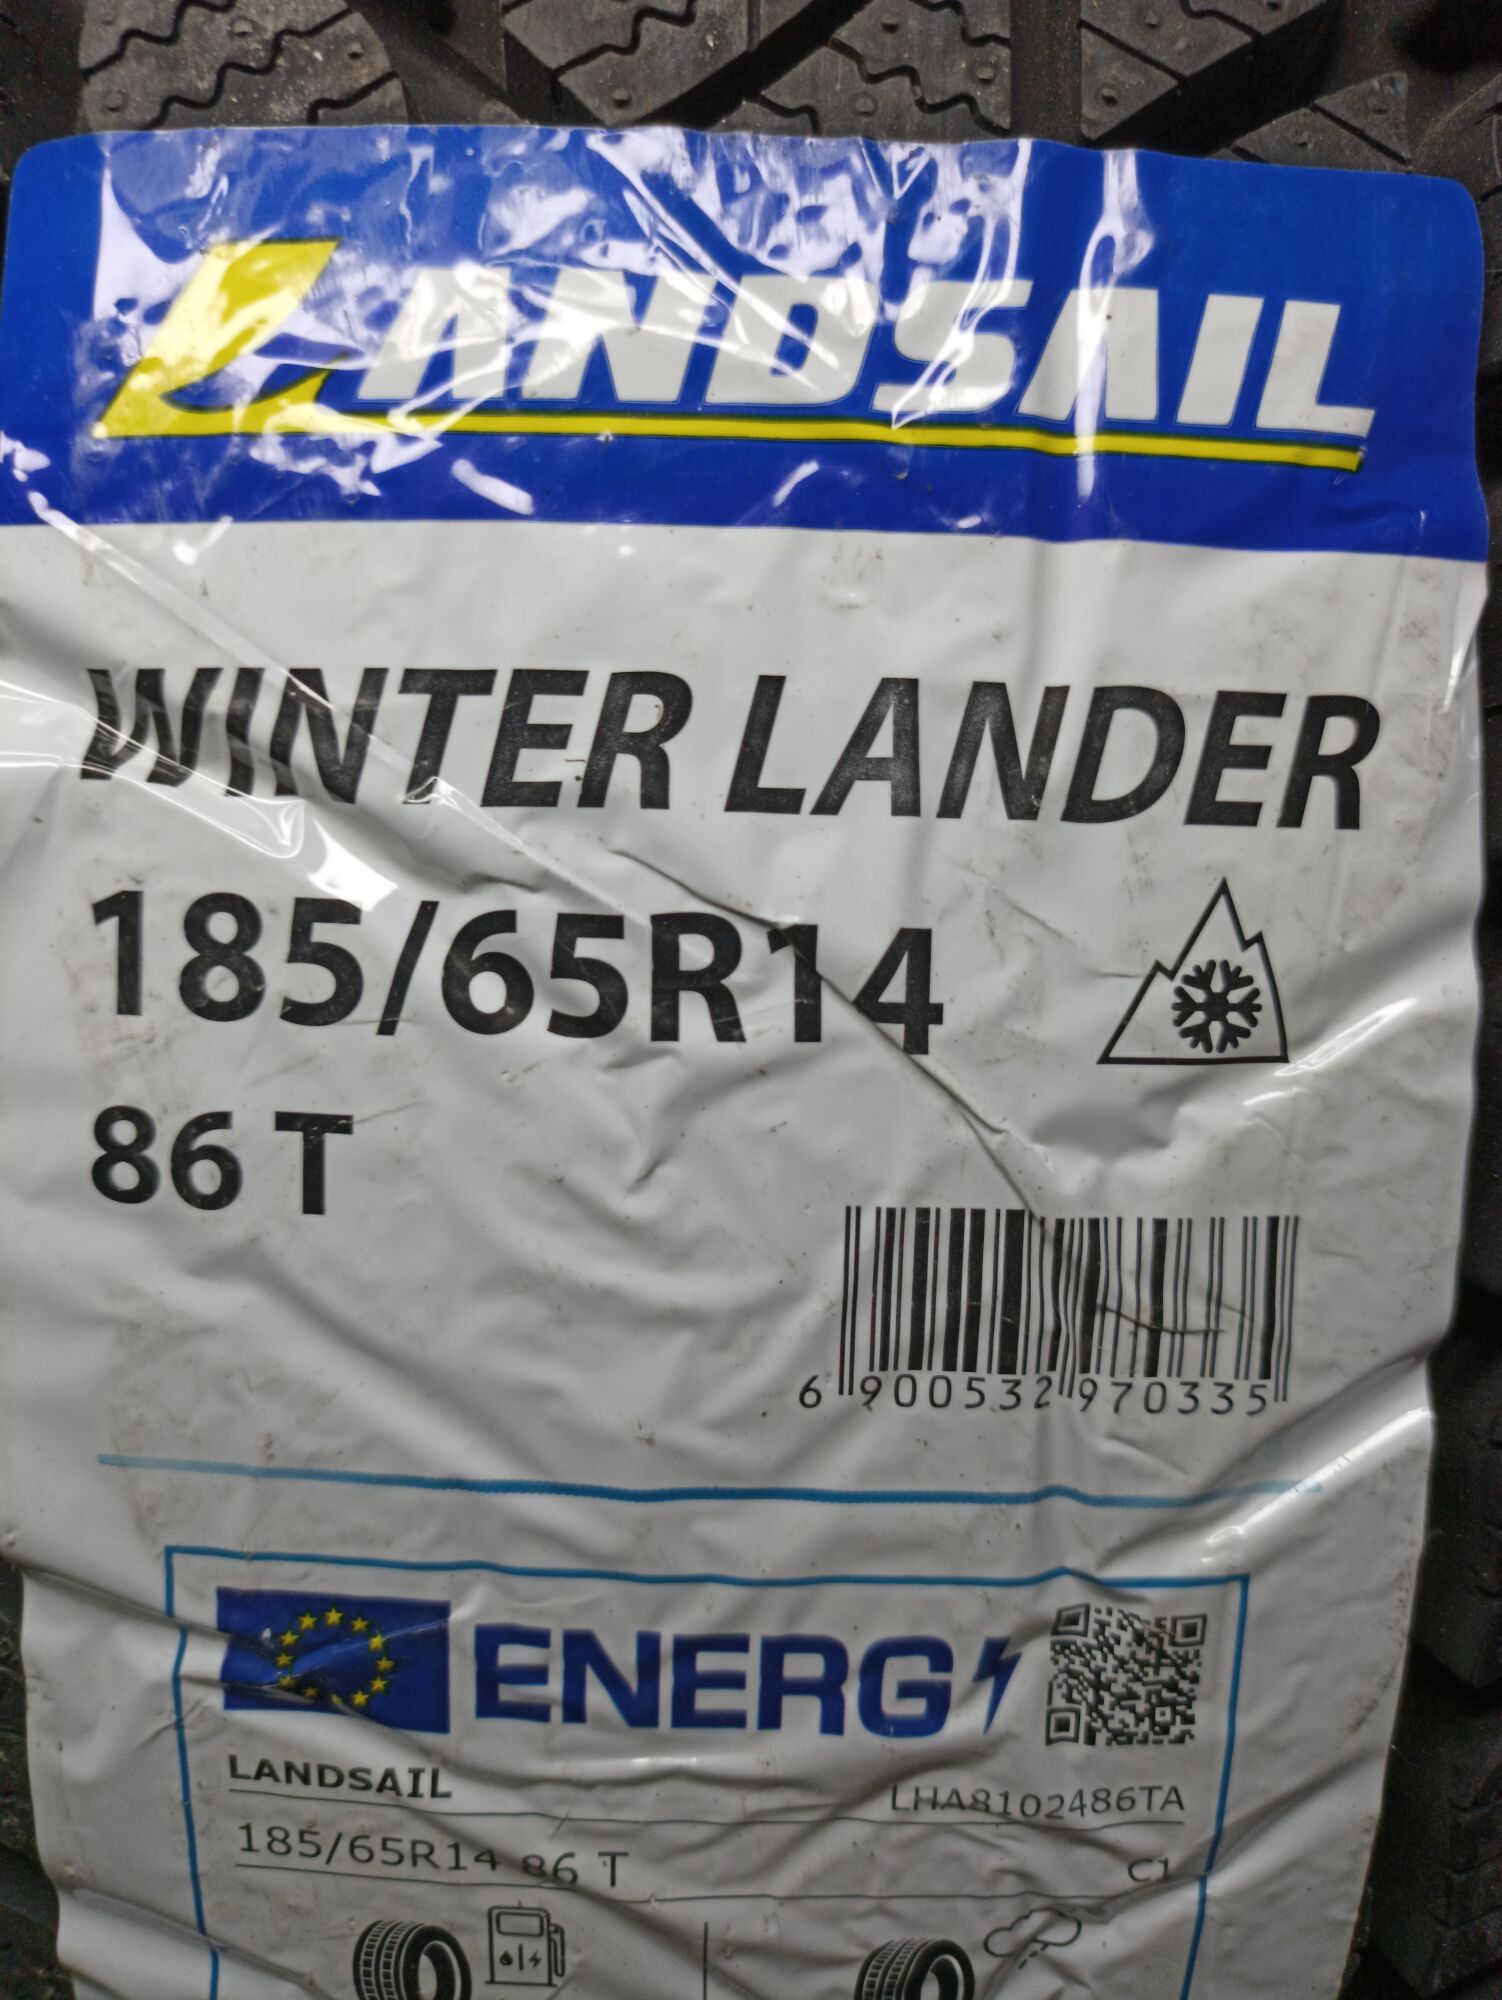 LANDSAIL
WINTER LANDER
185/65R14
86 T
6 900532 970335
ENERG
LANDSAIL LHA8102486TA
185/65R14 86 T C1